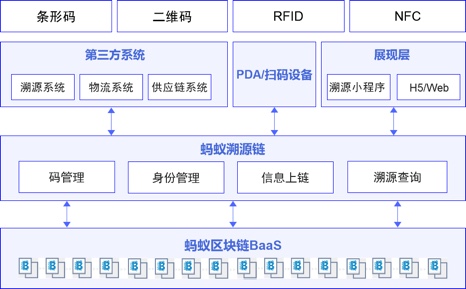 条形码 二维码 RFID NFC
第三方系统 PDA/扫码设备 展现层
溯源系统 物流系统 供应链系统 溯源小程序 H5/Web
蚂蚁溯源链
码管理 身份管理 信息上链 溯源查询
蚂蚁区块链BaaS